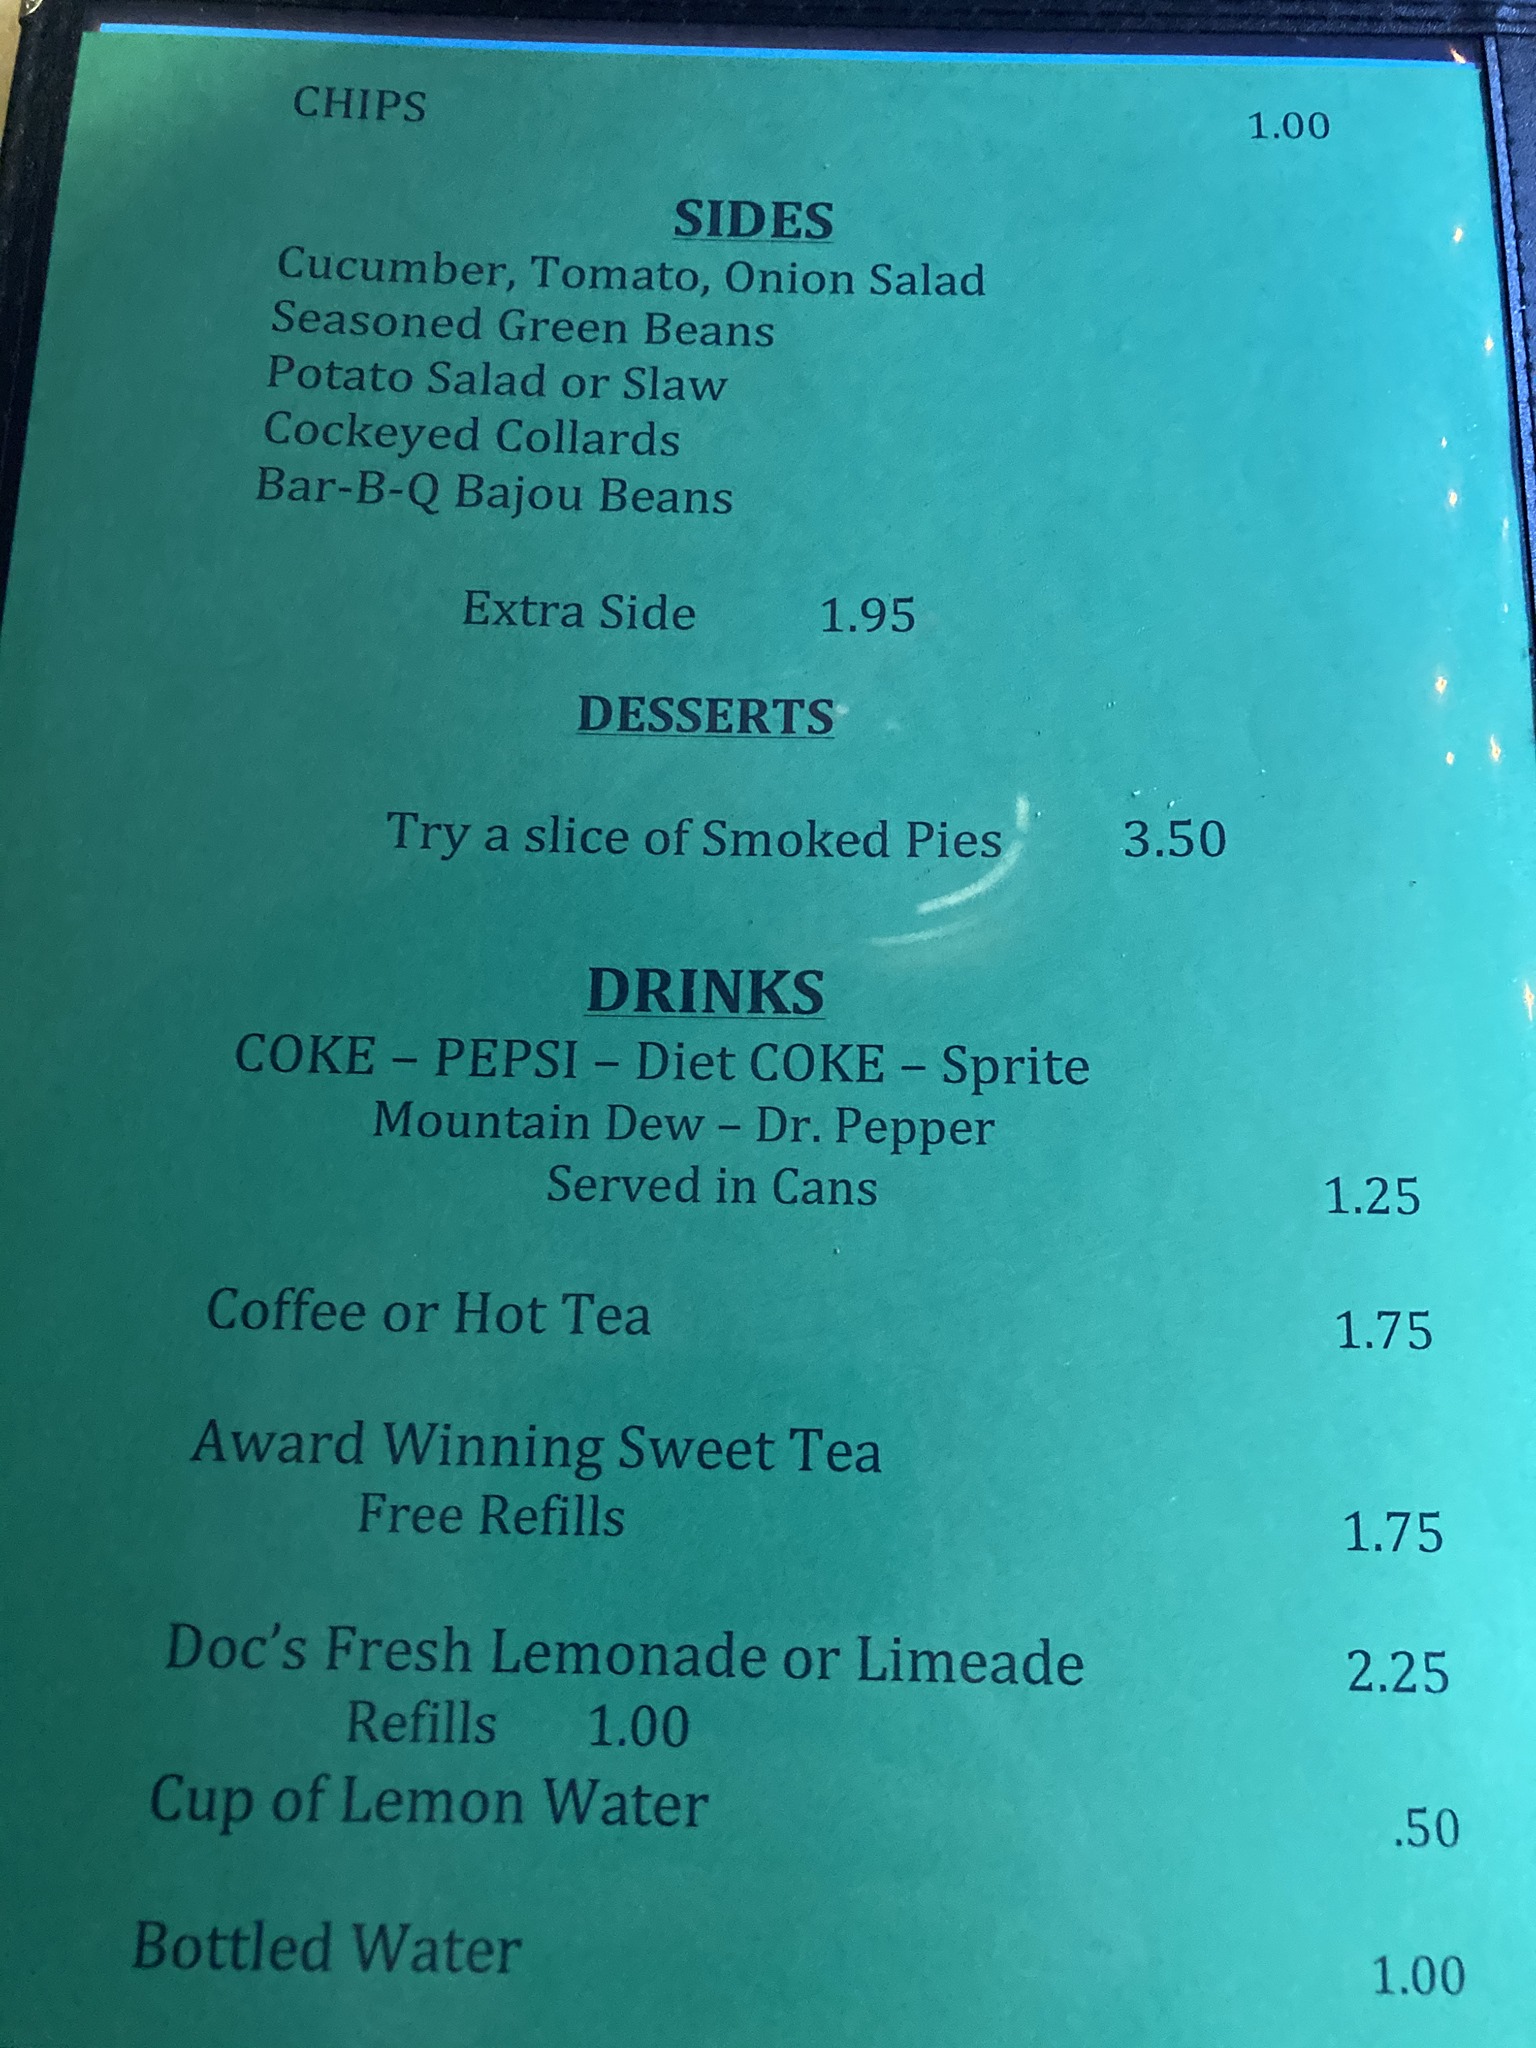 CHIPS 1.00
SIDES
Cucumber, Tomato, Onion Salad
Seasoned Green Beans
Potato Salad or Slaw
Cockeyed Collards
Bar-B-Q Bajou Beans
Extra Side 1.95
DESSERTS
Try a slice of Smoked Pies 3.50
DRINKS
COKE – PEPSI – Diet COKE – Sprite
Mountain Dew – Dr. Pepper
Served in Cans 1.25
Coffee or Hot Tea 1.75
Award Winning Sweet Tea
Free Refills 1.75
Doc's Fresh Lemonade or Limeade 2.25
Refills 1.00
Cup of Lemon Water .50
Bottled Water 1.00